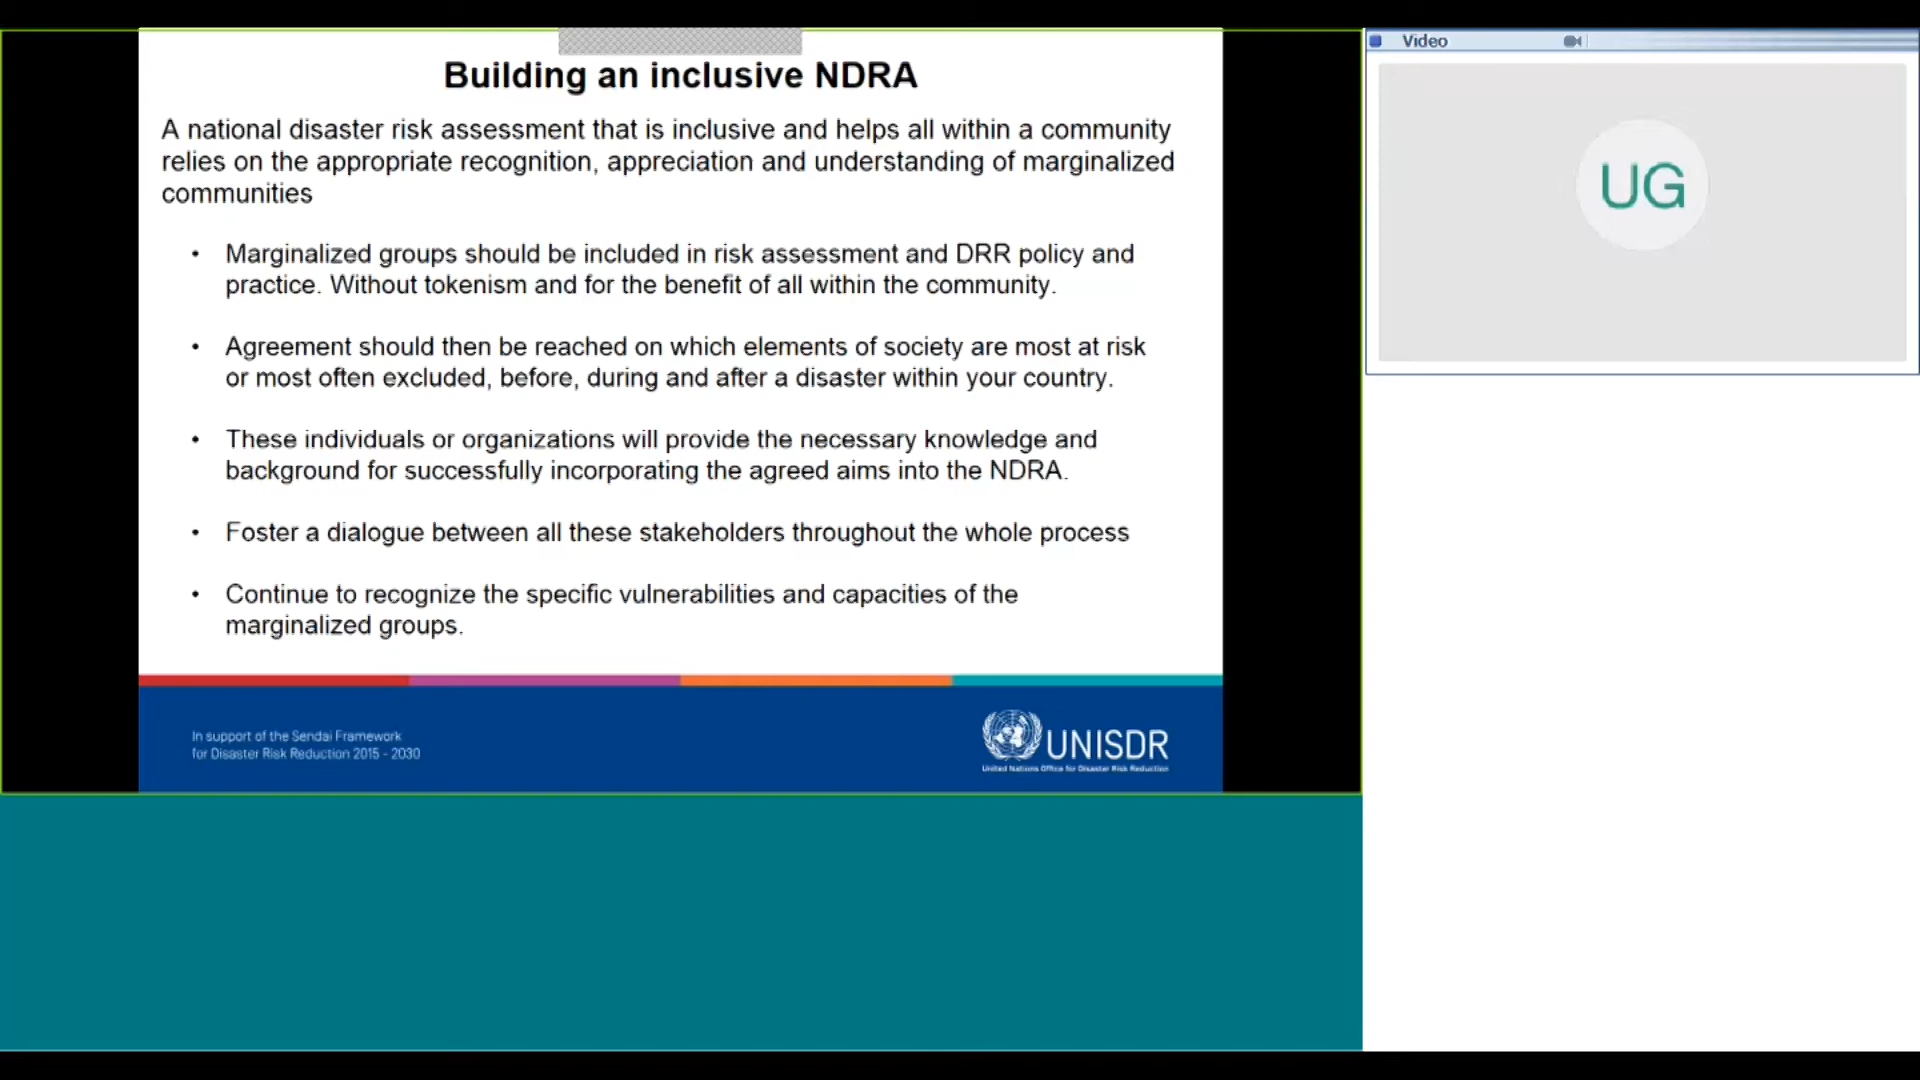 Building an inclusive NDRA
A national disaster risk assessment that is inclusive and helps all within a community
relies on the appropriate recognition, appreciation and understanding of marginalized
communities
• Marginalized groups should be included in risk assessment and DRR policy and
practice. Without tokenism and for the benefit of all within the community.
• Agreement should then be reached on which elements of society are most at risk
or most often excluded, before, during and after a disaster within your country.
• These individuals or organizations will provide the necessary knowledge and
background for successfully incorporating the agreed aims into the NDRA.
• Foster a dialogue between all these stakeholders throughout the whole process
• Continue to recognize the specific vulnerabilities and capacities of the
marginalized groups.
In support of the Sendai Framework
for Disaster Risk Reduction 2015 - 2030
UNISDR
United Nations Office for Disaster Risk Reduction
Video
UG